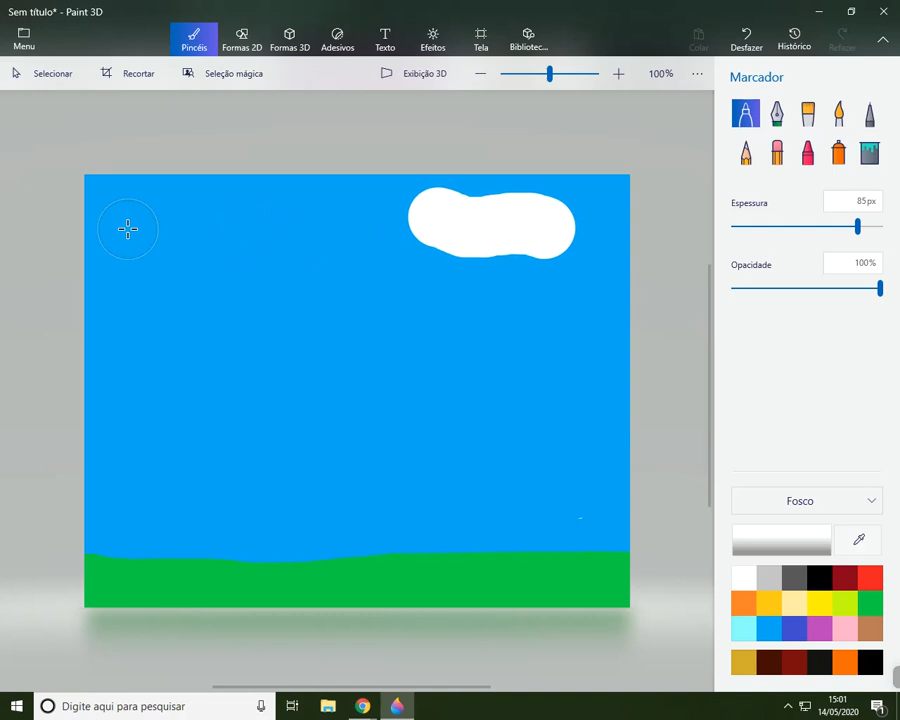 Sem título* - Paint 3D
Menu
Pincéis
Formas 2D
Formas 3D
Adesivos
Texto
Efeitos
Tela
Bibliotec...
Colar
Desfazer
Histórico
Refazer
Selecionar
Recortar
Seleção mágica
Exibição 3D
100%
Marcador
Espessura
85px
Opacidade
100%
Fosco
Digite aqui para pesquisar
15:01
14/05/2020
1